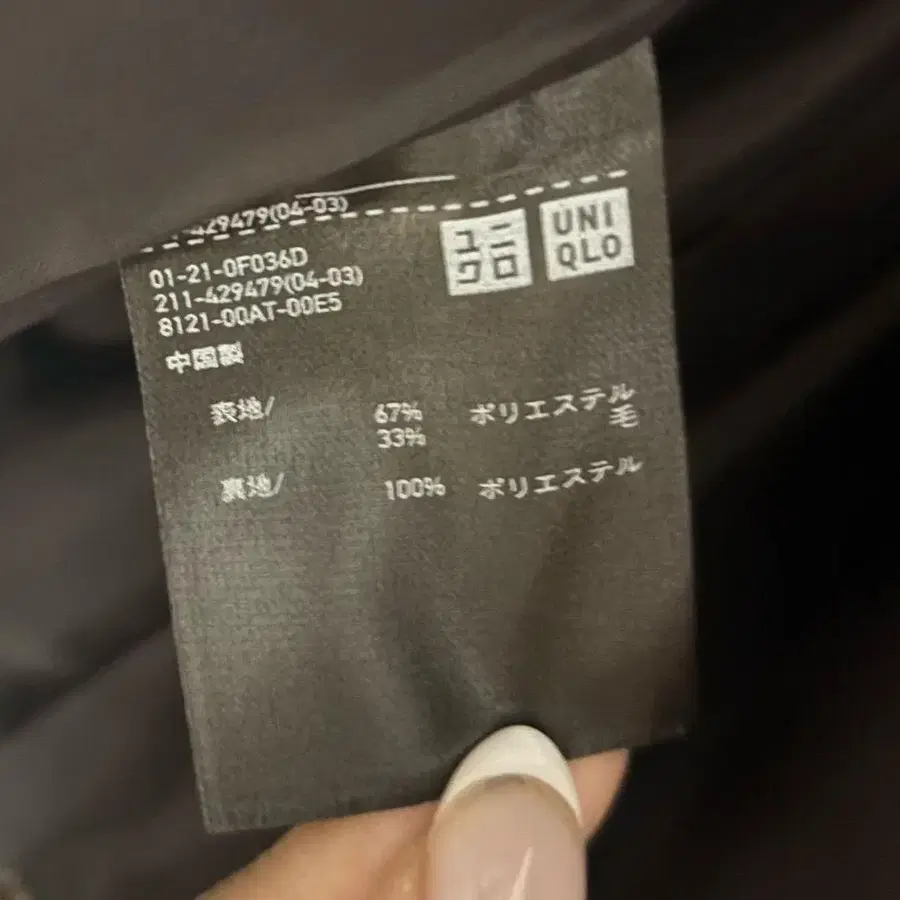 429479(04-03)
ユニクロ
UNIQLO
01-21-0F036D
211-429479(04-03)
8121-00AT-00E5
中国製
表地/ 67% ポリエステル
33% 毛
裏地/ 100% ポリエステル